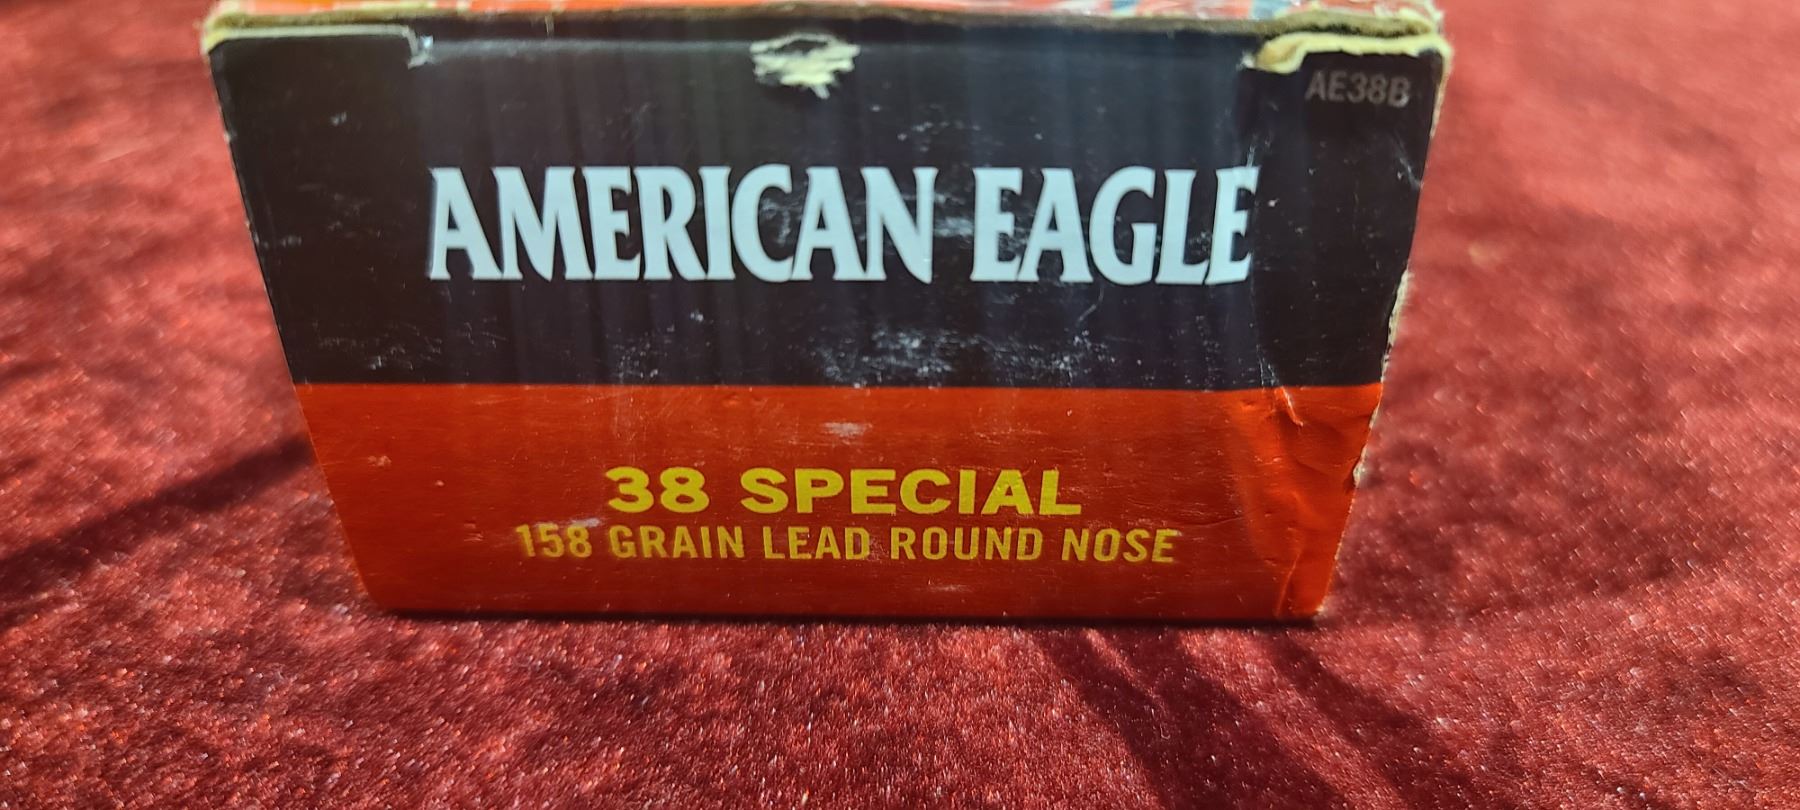 AE38B
AMERICAN EAGLE
38 SPECIAL
158 GRAIN LEAD ROUND NOSE